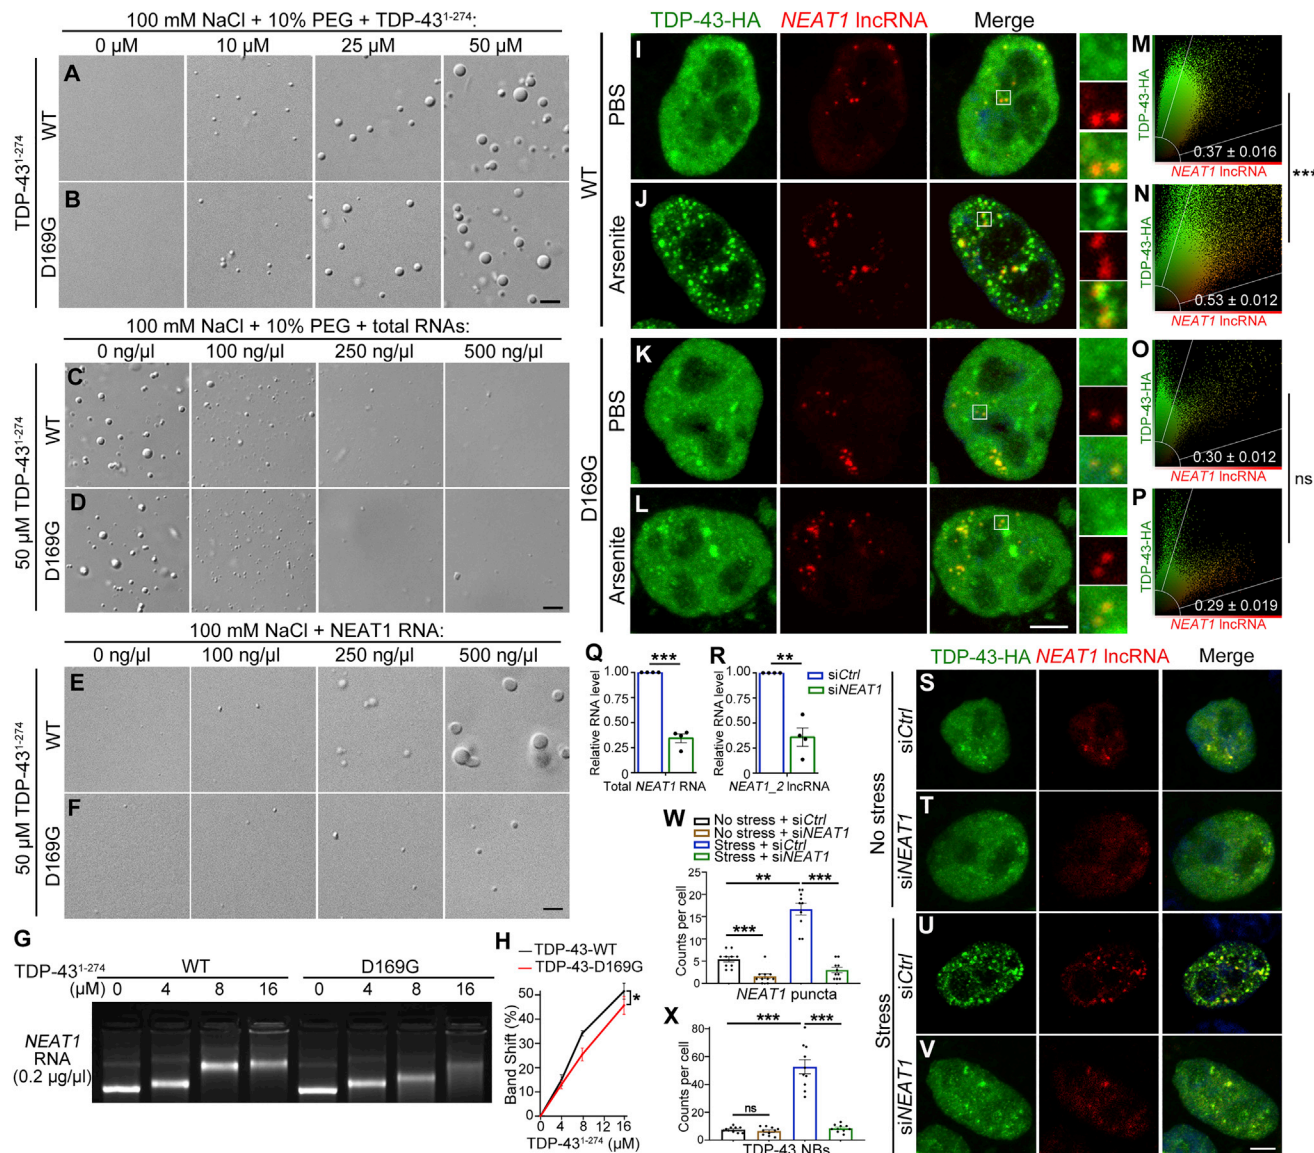 100 mM NaCl + 10% PEG + TDP-43¹⁻²⁷⁴:
0 µM 10 µM 25 µM 50 µM
TDP-43¹⁻²⁷⁴
WT
D169G
A
B
100 mM NaCl + 10% PEG + total RNAs:
0 ng/µl 100 ng/µl 250 ng/µl 500 ng/µl
50 µM TDP-43¹⁻²⁷⁴
WT
D169G
C
D
100 mM NaCl + NEAT1 RNA:
0 ng/µl 100 ng/µl 250 ng/µl 500 ng/µl
50 µM TDP-43¹⁻²⁷⁴
WT
D169G
E
F
G
TDP-43¹⁻²⁷⁴ WT D169G
(µM) 0 4 8 16 0 4 8 16
NEAT1
RNA
(0.2 µg/µl)
H
TDP-43-WT
TDP-43-D169G
Band Shift (%)
50
40
30
20
10
0
*
0 4 8 12 16
TDP-43¹⁻²⁷⁴ (µM)
TDP-43-HA NEAT1 lncRNA Merge
WT
PBS
Arsenite
D169G
PBS
Arsenite
I
J
K
L
M
TDP-43-HA
0.37 ± 0.016
NEAT1 lncRNA
***
N
TDP-43-HA
0.53 ± 0.012
NEAT1 lncRNA
O
TDP-43-HA
0.30 ± 0.012
NEAT1 lncRNA
ns
P
TDP-43-HA
0.29 ± 0.019
NEAT1 lncRNA
Q
***
Relative RNA level
1.00
0.75
0.50
0.25
0
Total NEAT1 RNA
R
**
siCtrl
siNEAT1
Relative RNA level
1.00
0.75
0.50
0.25
0
NEAT1_2 lncRNA
W
No stress + siCtrl
No stress + siNEAT1
Stress + siCtrl
Stress + siNEAT1
Counts per cell
25
20
15
10
5
0
** ***
***
NEAT1 puncta
X
Counts per cell
80
60
40
20
0
*** ***
ns
TDP-43 NBs
TDP-43-HA NEAT1 lncRNA Merge
No stress
siCtrl
siNEAT1
Stress
siCtrl
siNEAT1
S
T
U
V